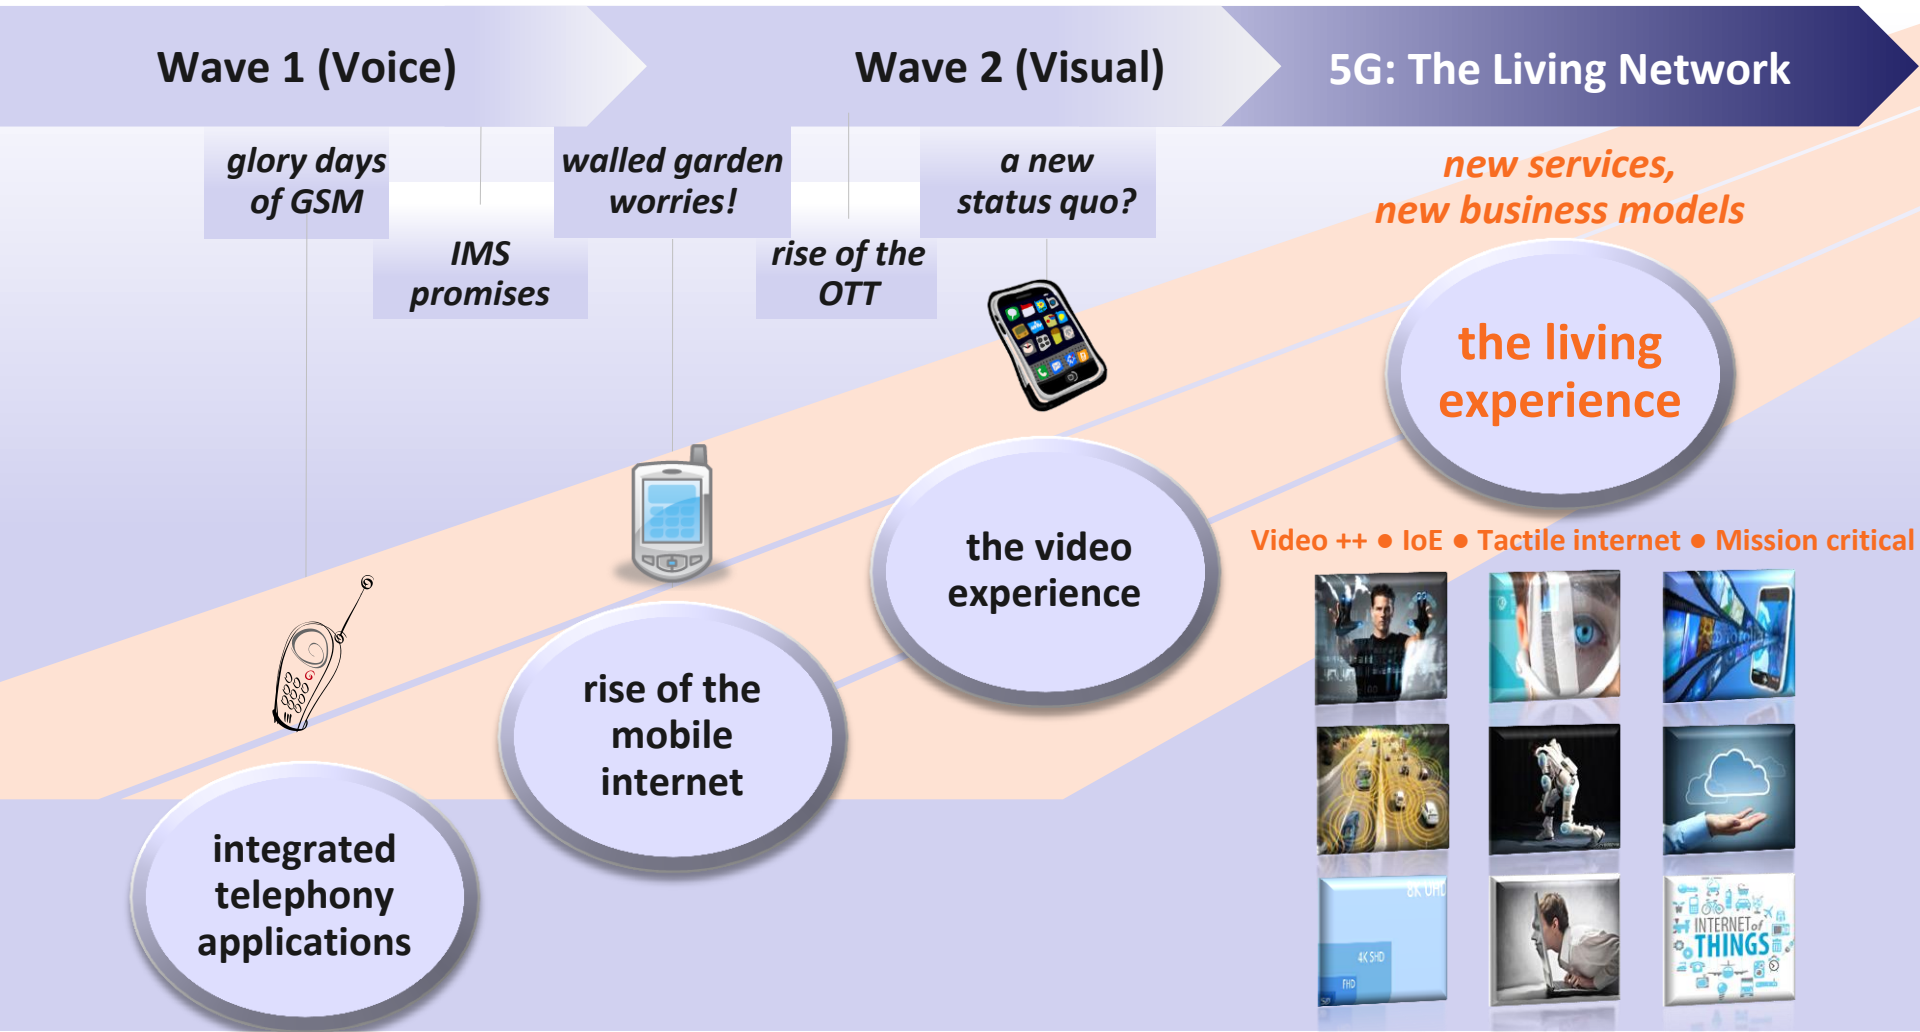 Wave 1 (Voice)
Wave 2 (Visual)
5G: The Living Network
glory days
of GSM
IMS
promises
walled garden
worries!
rise of the
OTT
a new
status quo?
new services,
new business models
the living
experience
the video
experience
rise of the
mobile
internet
integrated
telephony
applications
Video ++ ● IoE ● Tactile internet ● Mission critical
8K UHD
4K SHD
FHD
INTERNET of
THINGS